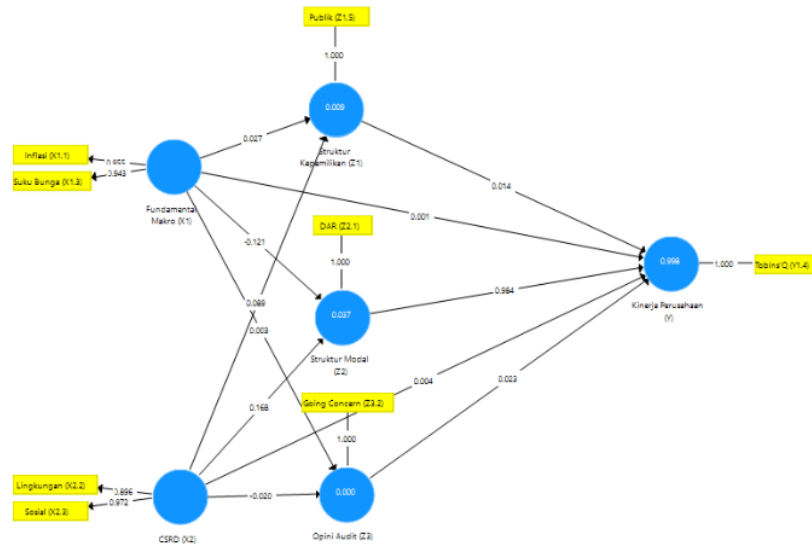 Publik (Z1.5)
1.000
0.009
0.027
Struktur
Kepemilikan (Z1)
Inflasi (X1.1)
Suku Bunga (X1.3)
0.943
Fundamental
Makro (X1)
0.014
0.001
DAR (Z2.1)
-0.121
1.000
0.998
1.000
Tobins'Q (Y1.4)
0.984
Kinerja Perusahaan
(Y)
0.089
0.037
0.003
Struktur Modal
(Z2)
0.004
0.168
Going Concern (Z3.2)
0.023
1.000
Lingkungan (X2.2)
Sosial (X2.3)
0.972
-0.020
0.000
CSRD (X2)
Opini Audit (Z3)